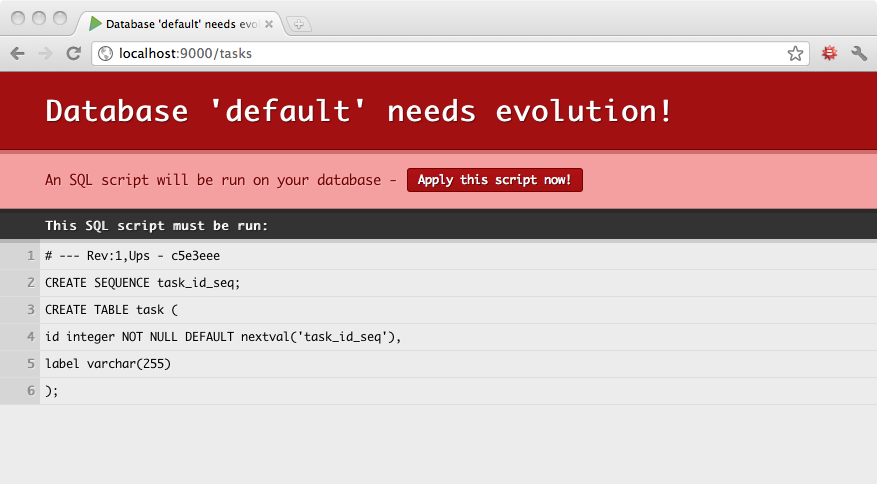 Database 'default' needs evol
localhost:9000/tasks
Database 'default' needs evolution!
An SQL script will be run on your database - Apply this script now!
This SQL script must be run:
1 # --- Rev:1,Ups - c5e3eee
2 CREATE SEQUENCE task_id_seq;
3 CREATE TABLE task (
4 id integer NOT NULL DEFAULT nextval('task_id_seq'),
5 label varchar(255)
6 );